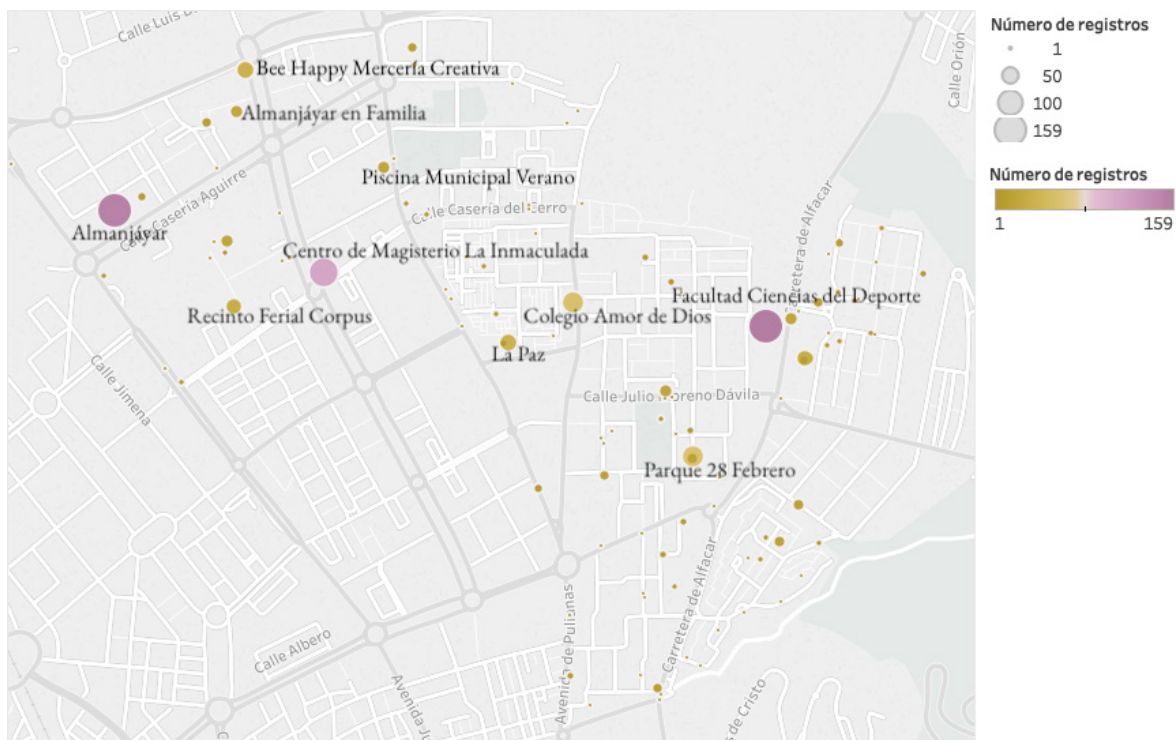 Calle Luis B
Bee Happy Mercería Creativa
Almanjáyar en Familia
Piscina Municipal Verano
Calle Casería del Cerro
Calle Casería Aguirre
Almanjáyar
Centro de Magisterio La Inmaculada
Recinto Ferial Corpus
Colegio Amor de Dios
La Paz
Facultad Ciencias del Deporte
Carretera de Alfacar
Calle Orión
Calle Jimena
Calle Julio Moreno Dávila
Parque 28 Febrero
Carretera de Alfacar
Avenida de Pulianas
Calle Albero
Avenida Ju
C
s de Cristo
Número de registros
1
50
100
159
Número de registros
1 159